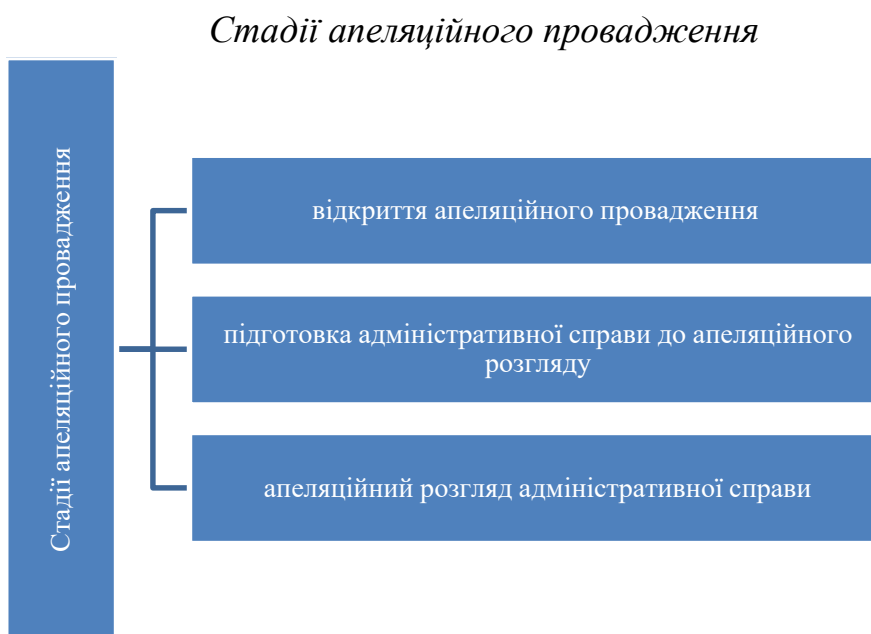 Стадії апеляційного провадження
Стадії апеляційного провадження
відкриття апеляційного провадження
підготовка адміністративної справи до апеляційного
розгляду
апеляційний розгляд адміністративної справи